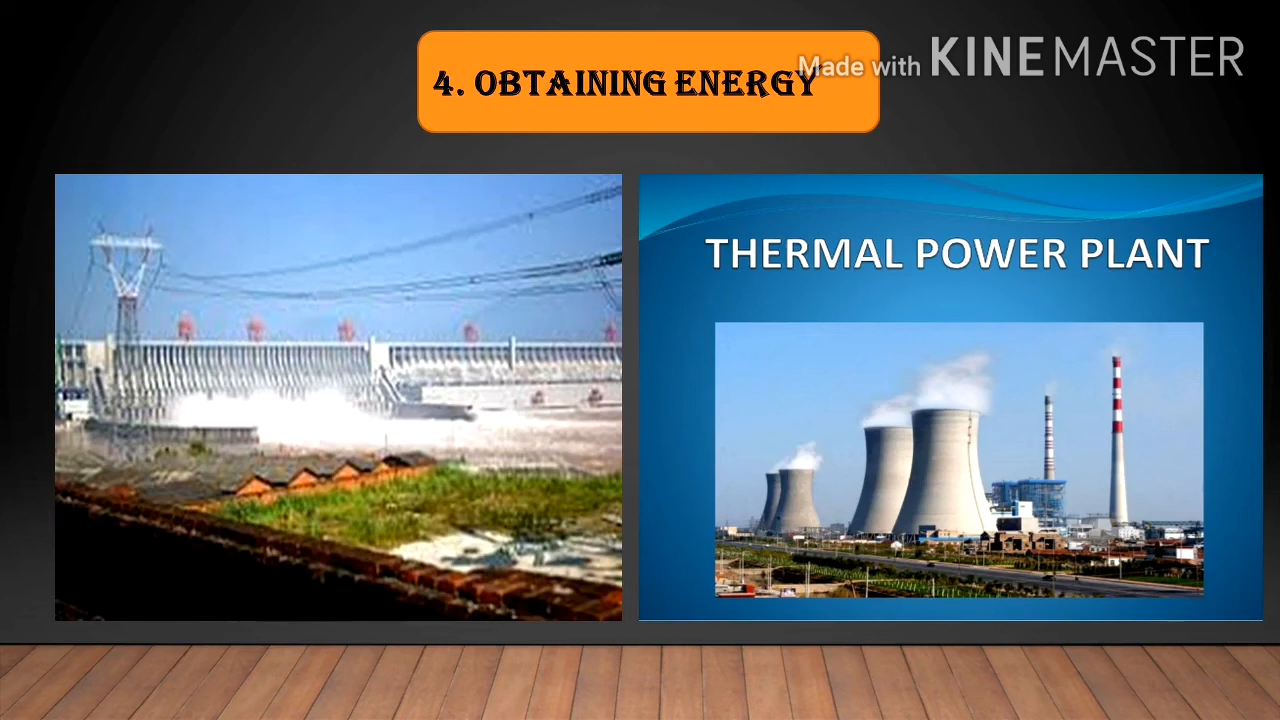 4. OBTAINING ENERGY
Made with KINEMASTER
THERMAL POWER PLANT